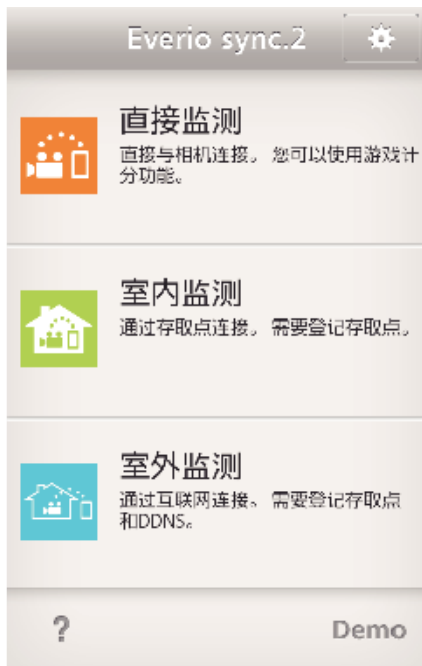 Everio sync.2
直接监测
直接与相机连接。 您可以使用游戏计
分功能。
室内监测
通过存取点连接。 需要登记存取点。
室外监测
通过互联网连接。 需要登记存取点
和DDNS。
?
Demo